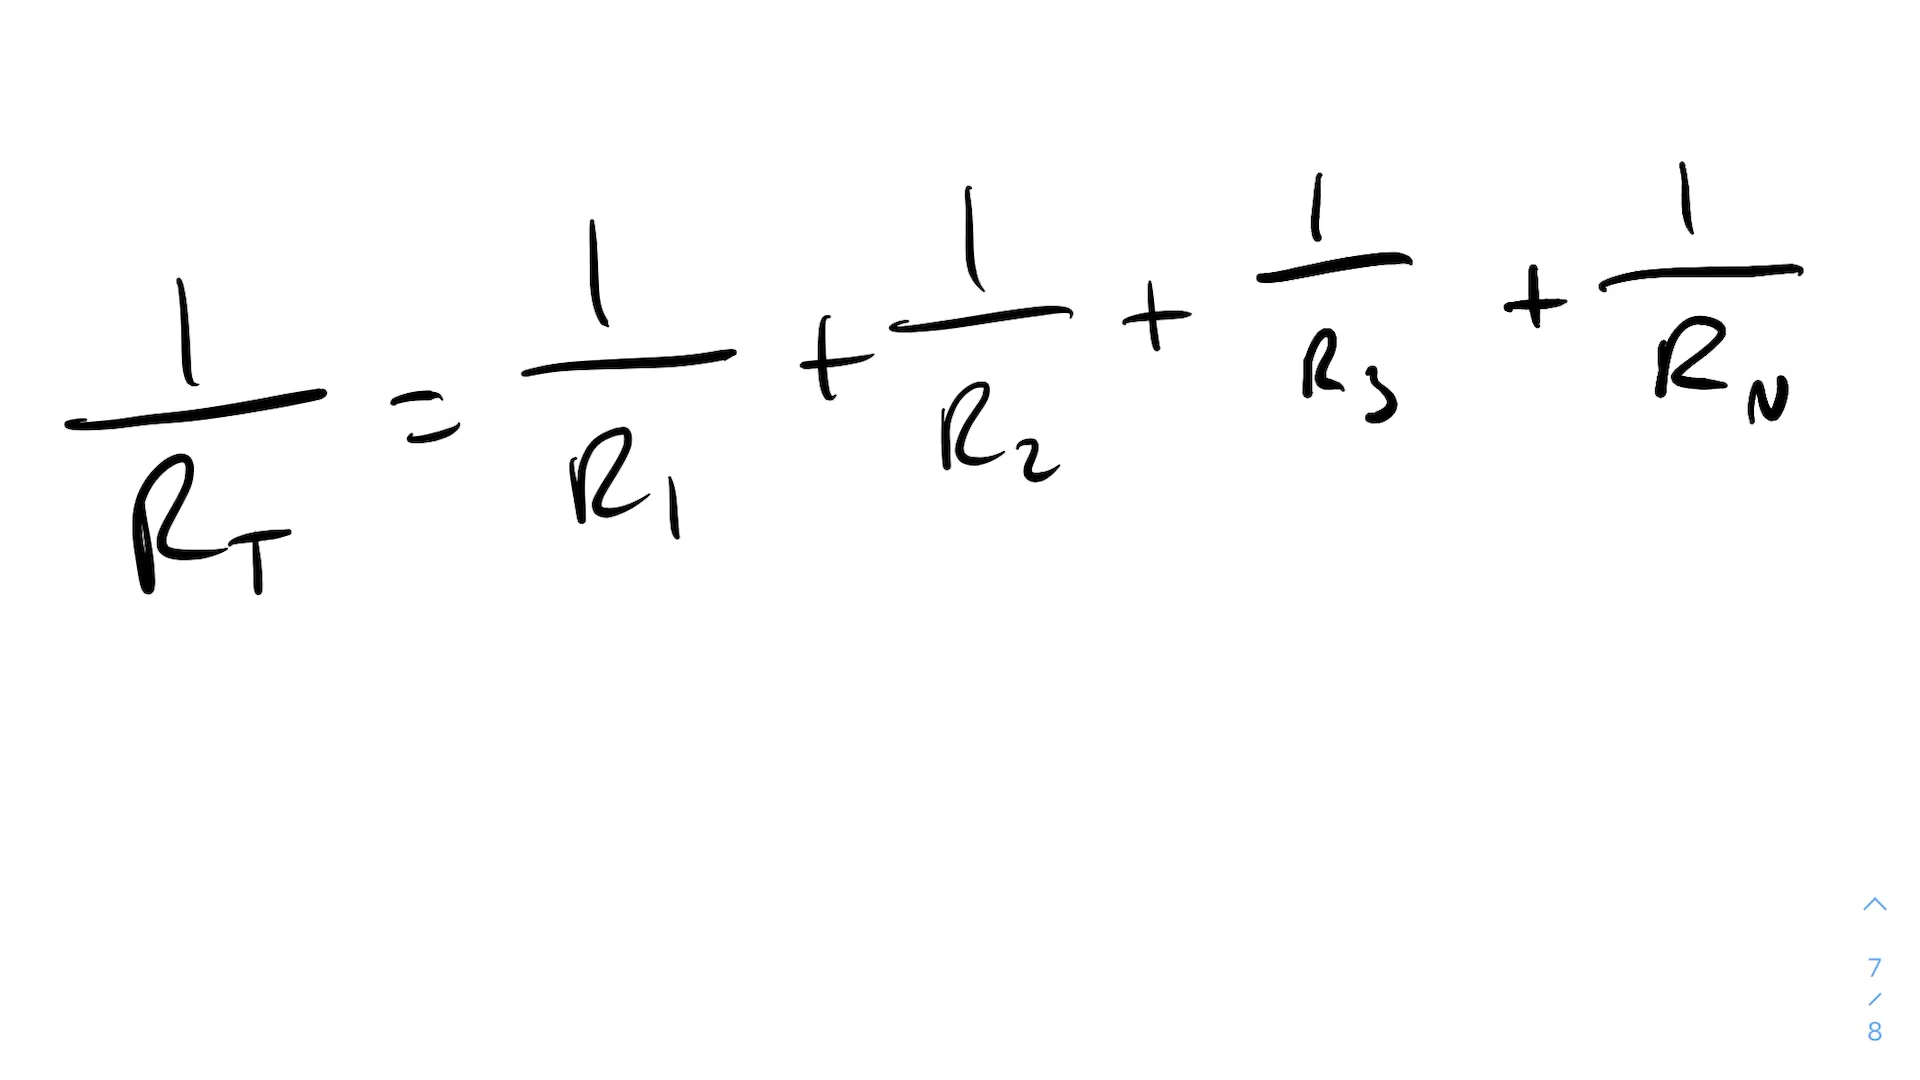 1/R_T = 1/R_1 + 1/R_2 + 1/R_3 + 1/R_N
7
/
8